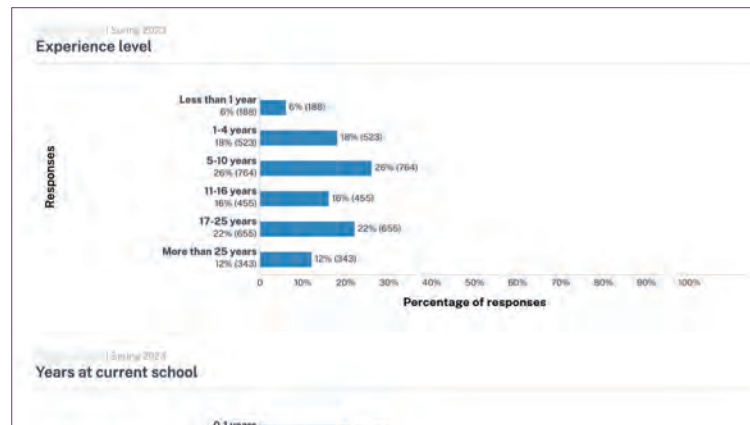 | Spring 2023
Experience level
Responses
Less than 1 year
6% (188)
6% (188)
1-4 years
18% (523)
18% (523)
5-10 years
26% (764)
26% (764)
11-16 years
16% (455)
16% (455)
17-25 years
22% (655)
22% (655)
More than 25 years
12% (343)
12% (343)
0 10% 20% 30% 40% 50% 60% 70% 80% 90% 100%
Percentage of responses
| Spring 2023
Years at current school
0-1 years